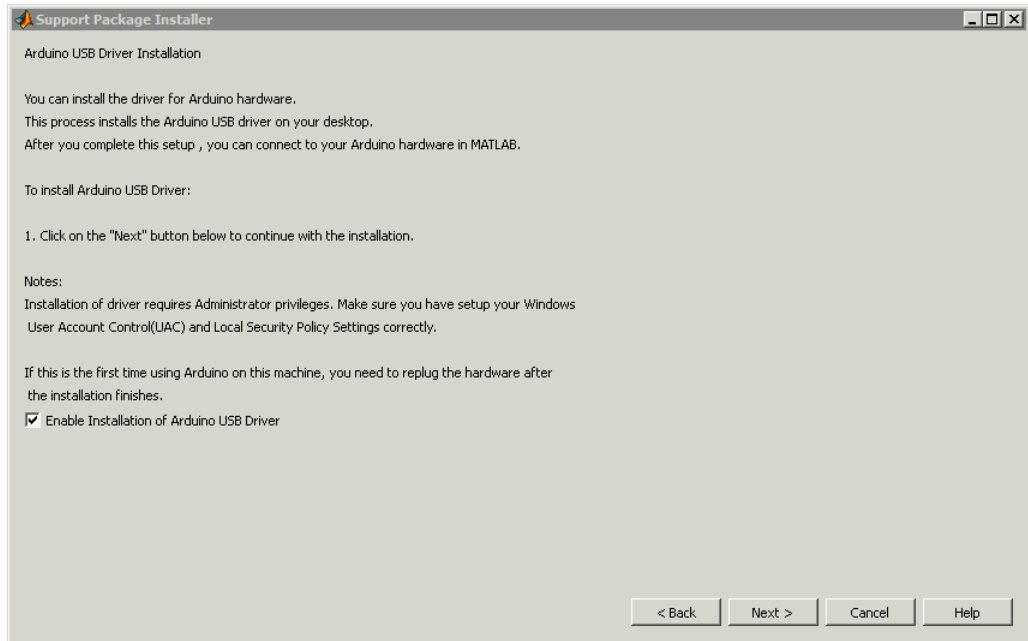 Support Package Installer
Arduino USB Driver Installation
You can install the driver for Arduino hardware.
This process installs the Arduino USB driver on your desktop.
After you complete this setup , you can connect to your Arduino hardware in MATLAB.
To install Arduino USB Driver:
1. Click on the "Next" button below to continue with the installation.
Notes:
Installation of driver requires Administrator privileges. Make sure you have setup your Windows
User Account Control(UAC) and Local Security Policy Settings correctly.
If this is the first time using Arduino on this machine, you need to replug the hardware after
the installation finishes.
Enable Installation of Arduino USB Driver
< Back Next > Cancel Help